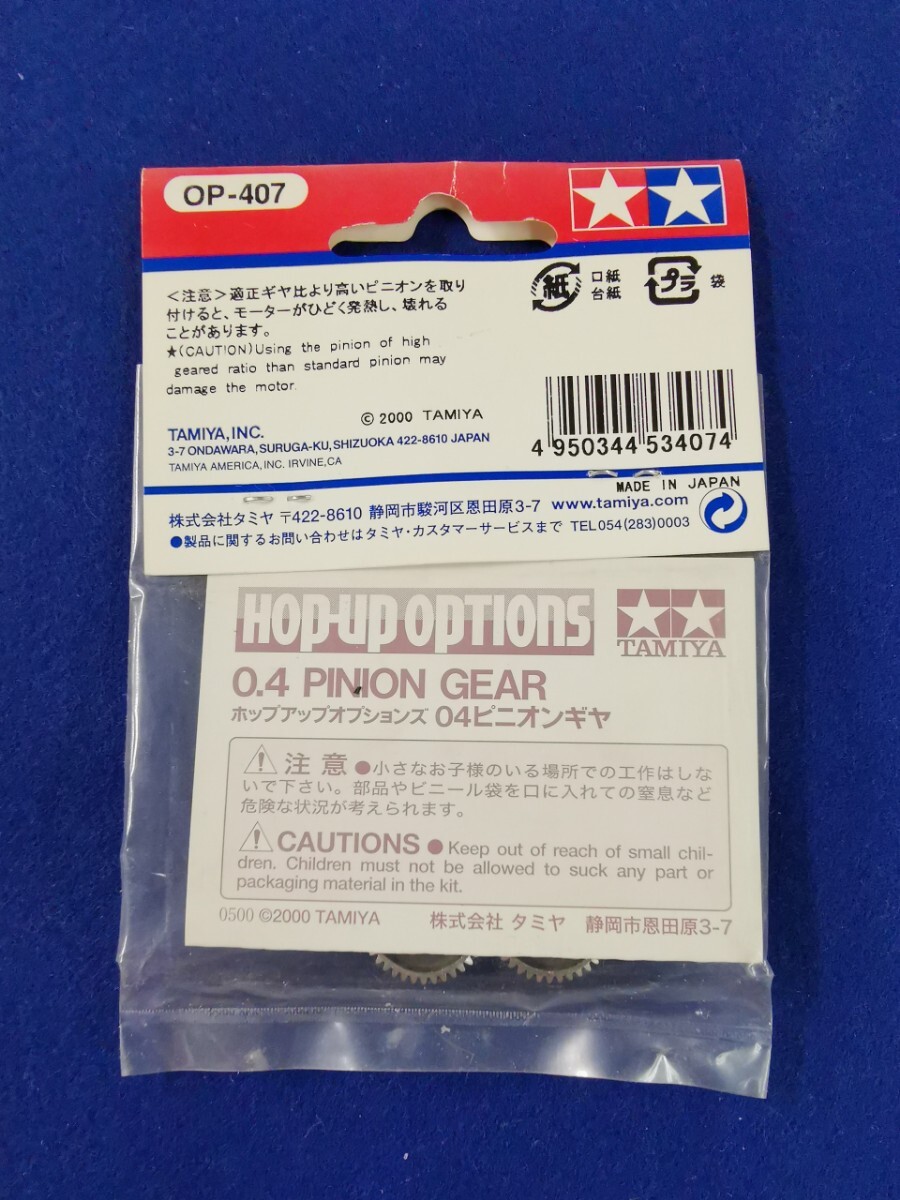 OP-407
<注意>適正ギヤ比より高いピニオンを取り
付けると、モーターがひどく発熱し、壊れる
ことがあります。
★(CAUTION)Using the pinion of high
geared ratio than standard pinion may
damage the motor.
紙
口紙
台紙
プラ
袋
© 2000 TAMIYA
TAMIYA,INC.
3-7 ONDAWARA, SURUGA-KU, SHIZUOKA 422-8610 JAPAN
TAMIYA AMERICA, INC. IRVINE,CA
4 950344 534074
MADE IN JAPAN
株式会社タミヤ 〒422-8610 静岡市駿河区恩田原3-7 www.tamiya.com
●製品に関するお問い合わせはタミヤ・カスタマーサービスまで TEL054(283)0003
HOP-UP OPTIONS
TAMIYA
0.4 PINION GEAR
ホップアップオプションズ 04ピニオンギヤ
注意 ●小さなお子様のいる場所での工作はしな
いで下さい。部品やビニール袋を口に入れての窒息など
危険な状況が考えられます。
CAUTIONS ● Keep out of reach of small chil-
dren. Children must not be allowed to suck any part or
packaging material in the kit.
0500 ©2000 TAMIYA 株式会社 タミヤ 静岡市恩田原3-7